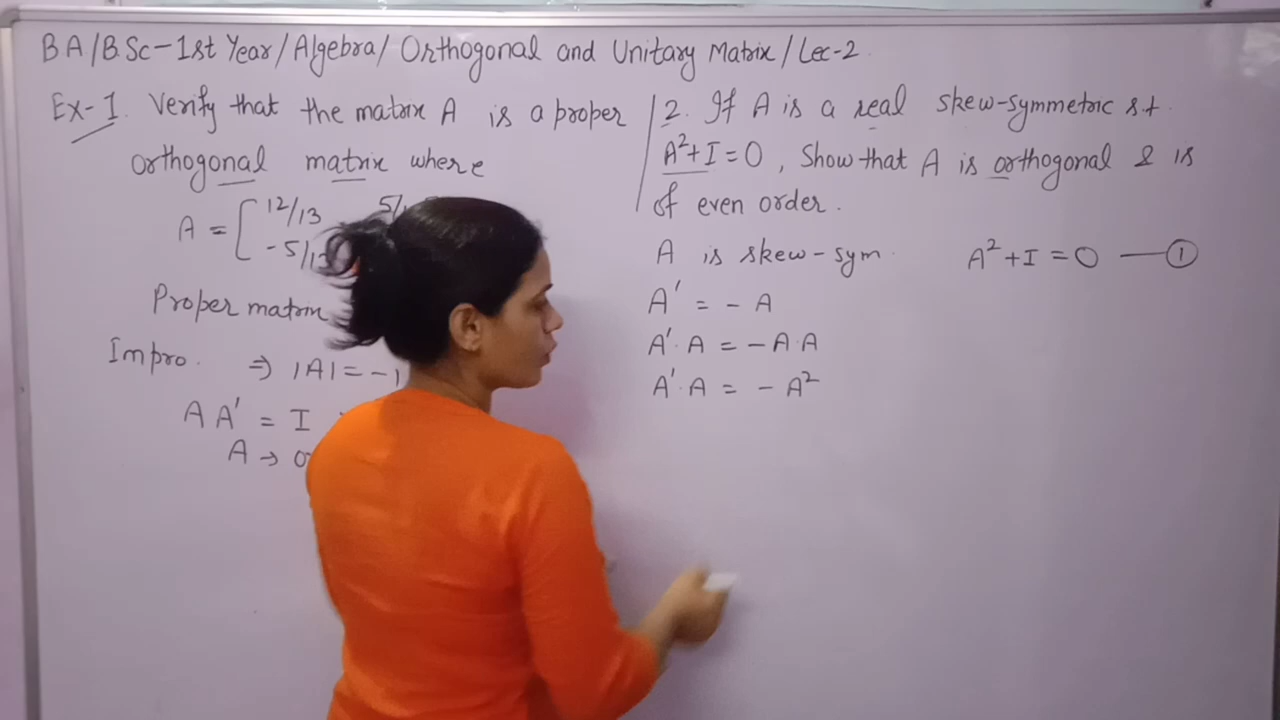 BA/B.Sc-1st Year/Algebra/Orthogonal and Unitary Matrix/Lec-2
Ex-1. Verify that the matrix A is a proper
orthogonal matrix where
A = [ 12/13 5/
-5/1
Proper matrix
Impro. ⇒ |A| = -1
A A' = I
A →
2. If A is a real skew-symmetric s.t.
A²+I=0, Show that A is orthogonal & is
of even order.
A is skew-sym. A²+I=0 —①
A' = -A
A'·A = -A·A
A'·A = -A²